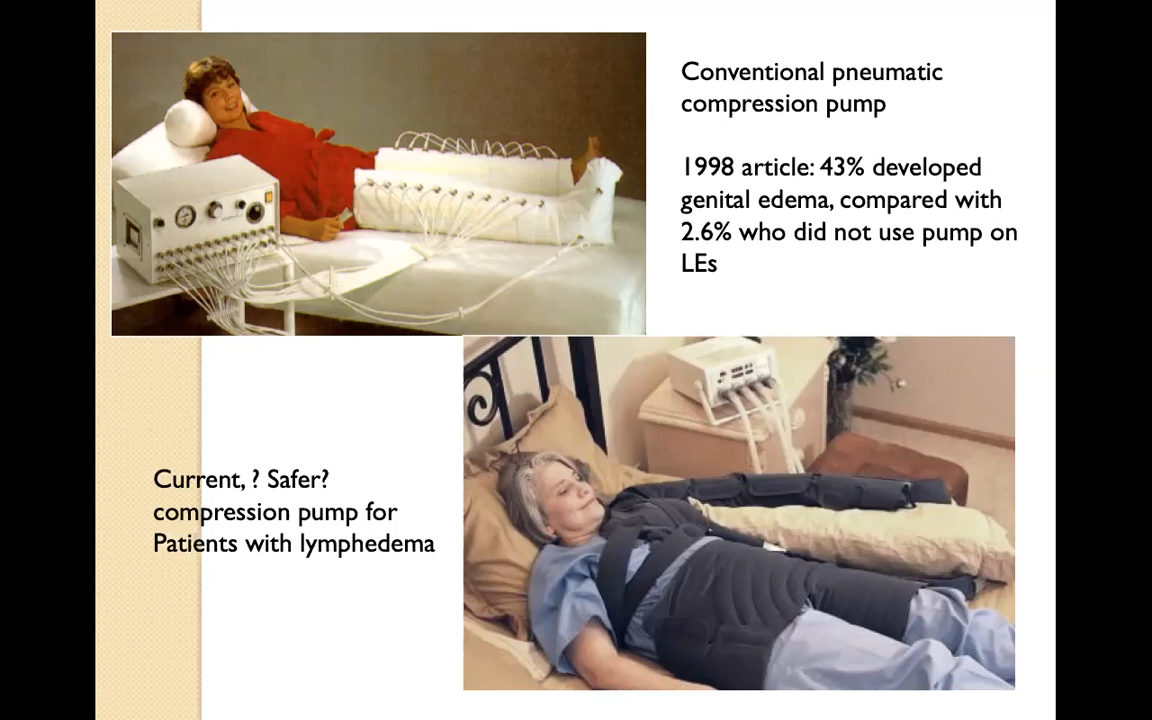 Conventional pneumatic
compression pump
1998 article: 43% developed
genital edema, compared with
2.6% who did not use pump on
LEs
Current, ? Safer?
compression pump for
Patients with lymphedema